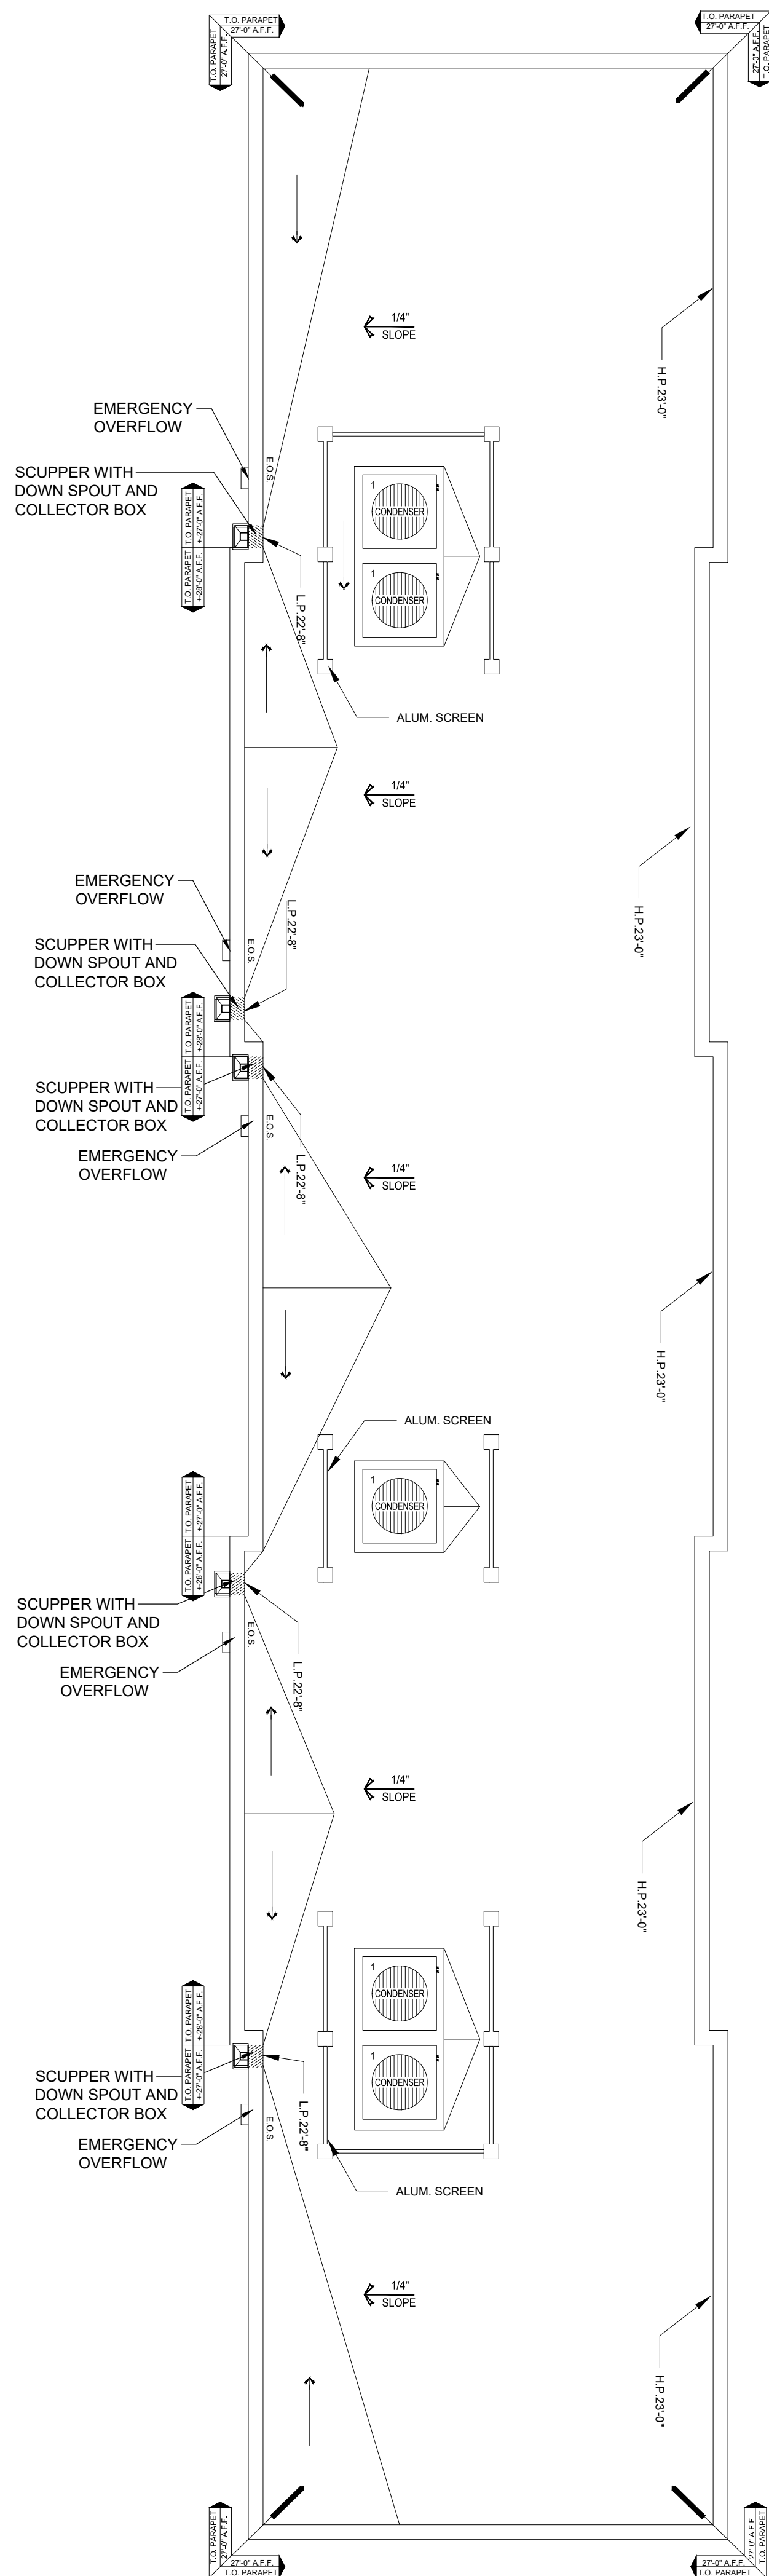 T.O. PARAPET
27'-0" A.F.F.
T.O. PARAPET
27'-0" A.F.F.
T.O. PARAPET
27'-0" A.F.F.
27'-0" A.F.F.
T.O. PARAPET
1/4"
SLOPE
H.P.23'-0"
EMERGENCY
OVERFLOW
E.O.S.
SCUPPER WITH
DOWN SPOUT AND
COLLECTOR BOX
T.O. PARAPET
+-27'-0" A.F.F.
T.O. PARAPET
+-28'-0" A.F.F.
1
CONDENSER
1
CONDENSER
L.P.22'-8"
ALUM. SCREEN
1/4"
SLOPE
H.P.23'-0"
EMERGENCY
OVERFLOW
E.O.S.
L.P.22'-8"
SCUPPER WITH
DOWN SPOUT AND
COLLECTOR BOX
T.O. PARAPET
+-28'-0" A.F.F.
T.O. PARAPET
+-27'-0" A.F.F.
SCUPPER WITH
DOWN SPOUT AND
COLLECTOR BOX
E.O.S.
EMERGENCY
OVERFLOW
L.P.22'-8"
1/4"
SLOPE
H.P.23'-0"
ALUM. SCREEN
1
CONDENSER
T.O. PARAPET
+-27'-0" A.F.F.
T.O. PARAPET
+-28'-0" A.F.F.
SCUPPER WITH
DOWN SPOUT AND
COLLECTOR BOX
E.O.S.
EMERGENCY
OVERFLOW
L.P.22'-8"
1/4"
SLOPE
H.P.23'-0"
1
CONDENSER
1
CONDENSER
T.O. PARAPET
+-28'-0" A.F.F.
T.O. PARAPET
+-27'-0" A.F.F.
SCUPPER WITH
DOWN SPOUT AND
COLLECTOR BOX
E.O.S.
EMERGENCY
OVERFLOW
L.P.22'-8"
ALUM. SCREEN
1/4"
SLOPE
H.P.23'-0"
T.O. PARAPET
27'-0" A.F.F.
27'-0" A.F.F.
T.O. PARAPET
27'-0" A.F.F.
T.O. PARAPET
27'-0" A.F.F.
T.O. PARAPET